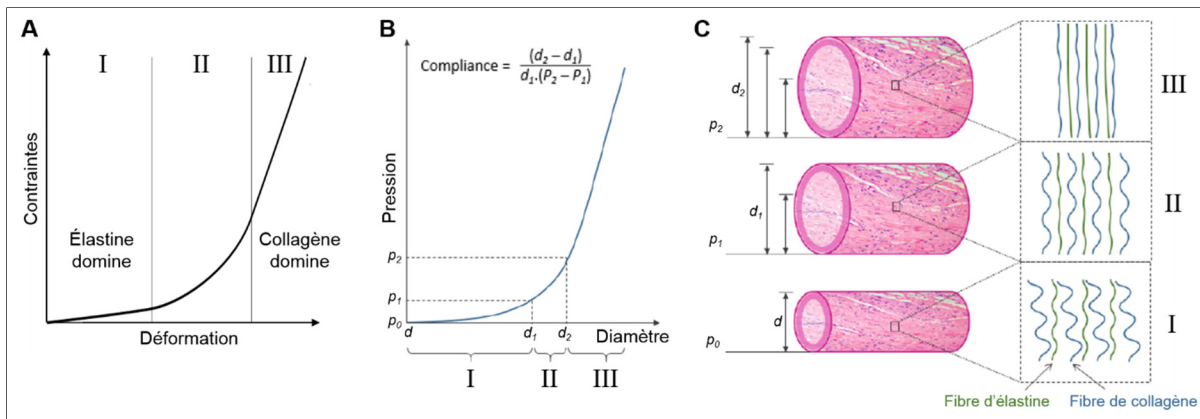 A
I
II
III
Contraintes
Élastine
domine
Collagène
domine
Déformation
B
Compliance = (d2 – d1)
d1.(P2 – P1)
Pression
p2
p1
p0
d
d1
d2
Diamètre
I
II
III
C
d2
p2
d1
p1
d
p0
III
II
I
Fibre d'élastine
Fibre de collagène